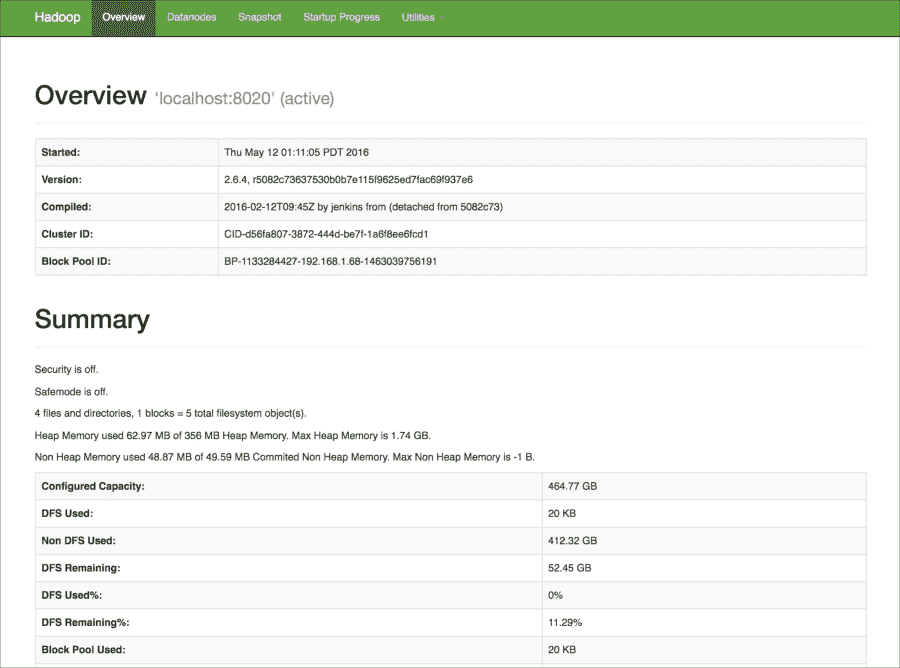 Hadoop Overview Datanodes Snapshot Startup Progress Utilities
Overview 'localhost:8020' (active)
Started: Thu May 12 01:11:05 PDT 2016
Version: 2.6.4, r5082c73637530b0b7e115f9625ed7fac69f937e6
Compiled: 2016-02-12T09:45Z by jenkins from (detached from 5082c73)
Cluster ID: CID-d56fa807-3872-444d-be7f-1a6f8ee6fcd1
Block Pool ID: BP-1133284427-192.168.1.68-1463039756191
Summary
Security is off.
Safemode is off.
4 files and directories, 1 blocks = 5 total filesystem object(s).
Heap Memory used 62.97 MB of 356 MB Heap Memory. Max Heap Memory is 1.74 GB.
Non Heap Memory used 48.87 MB of 49.59 MB Commited Non Heap Memory. Max Non Heap Memory is -1 B.
Configured Capacity: 464.77 GB
DFS Used: 20 KB
Non DFS Used: 412.32 GB
DFS Remaining: 52.45 GB
DFS Used%: 0%
DFS Remaining%: 11.29%
Block Pool Used: 20 KB